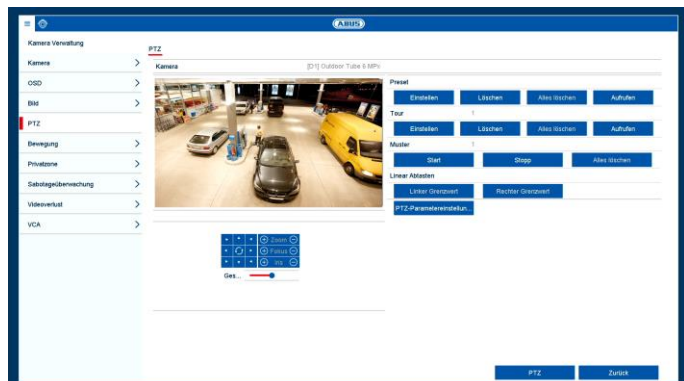 ABUS
Kamera Verwaltung
PTZ
Kamera
[D1] Outdoor Tube 6 MPx
OSD
Bild
PTZ
Bewegung
Privatzone
Sabotageüberwachung
Videoverlust
VCA
Kamera
Preset
Einstellen Löschen Alles löschen Aufrufen
Tour 1
Einstellen Löschen Alles löschen Aufrufen
Muster 1
Start Stopp Alles löschen
Linear Abtasten
Linker Grenzwert Rechter Grenzwert
PTZ-Parametereinstellun...
Zoom
Fokus
Iris
Ges...
PTZ Zurück